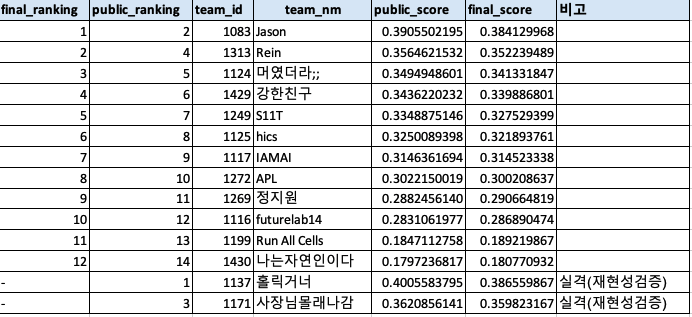 final_ranking public_ranking team_id team_nm public_score final_score 비고
1 2 1083 Jason 0.3905502195 0.384129968
2 4 1313 Rein 0.3564621532 0.352239489
3 5 1124 머였더라;; 0.3494948601 0.341331847
4 6 1429 강한친구 0.3436220232 0.339886801
5 7 1249 S11T 0.3348875146 0.327529399
6 8 1125 hics 0.3250089398 0.321893761
7 9 1117 IAMAI 0.3146361694 0.314523338
8 10 1272 APL 0.3022150019 0.300208637
9 11 1269 정지원 0.2882456140 0.290664819
10 12 1116 futurelab14 0.2831061977 0.286890474
11 13 1199 Run All Cells 0.1847112758 0.189219867
12 14 1430 나는자연인이다 0.1797236817 0.180770932
- 1 1137 홀릭거너 0.4005583795 0.386559867 실격(재현성검증)
- 3 1171 사장님몰래나감 0.3620856141 0.359823167 실격(재현성검증)